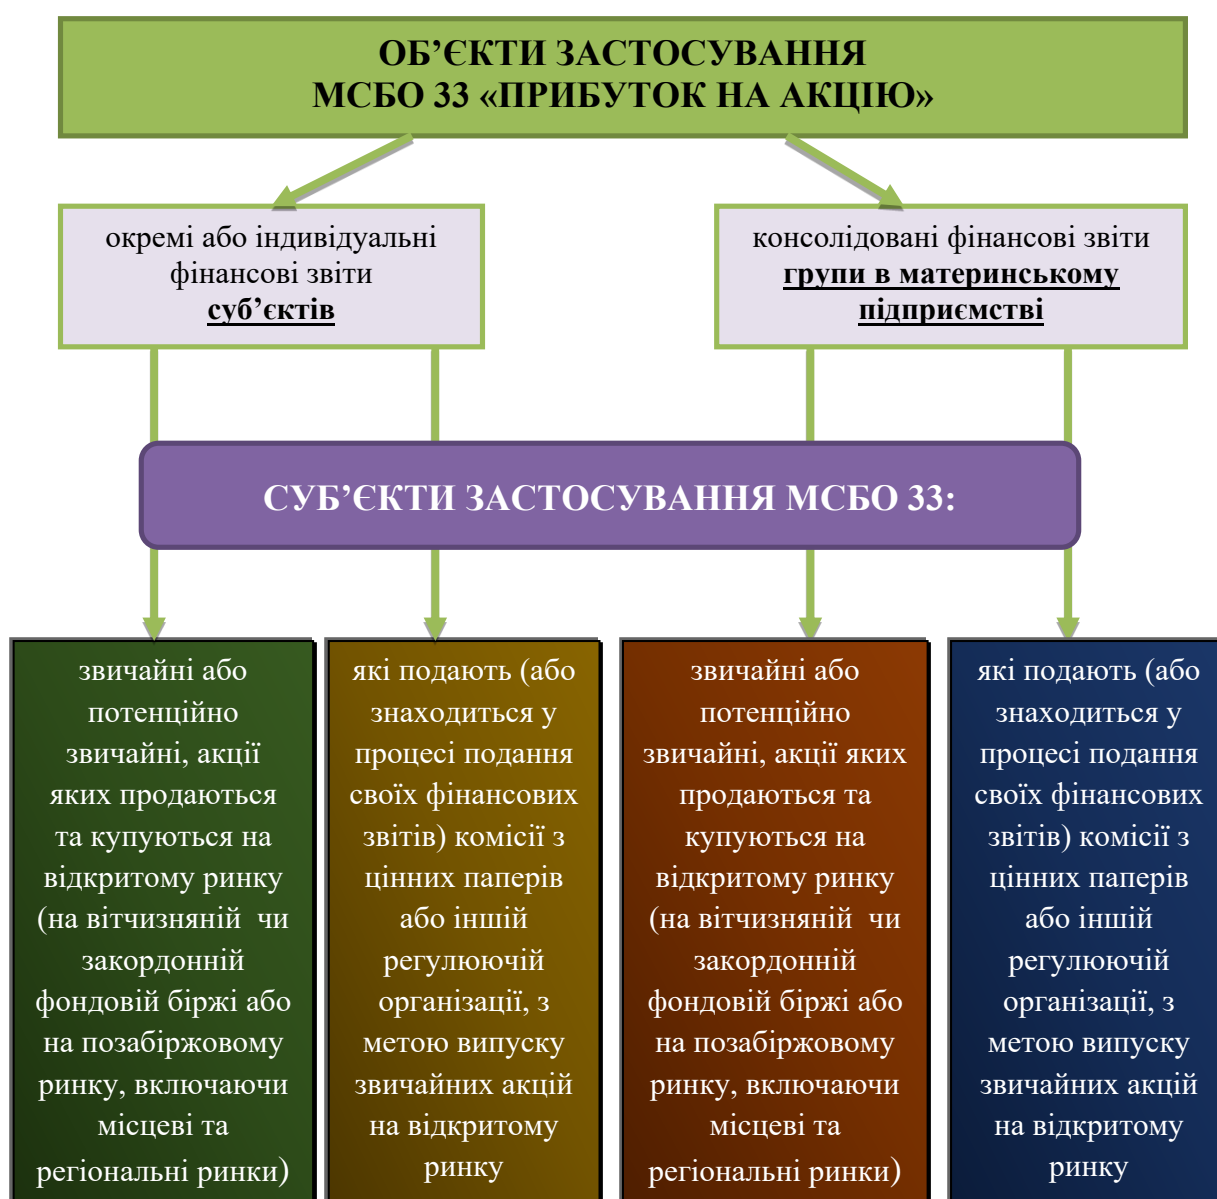 ОБ’ЄКТИ ЗАСТОСУВАННЯ
МСБО 33 «ПРИБУТОК НА АКЦІЮ»
окремі або індивідуальні
фінансові звіти
суб’єктів
консолідовані фінансові звіти
групи в материнському
підприємстві
СУБ’ЄКТИ ЗАСТОСУВАННЯ МСБО 33:
звичайні або
потенційно
звичайні, акції
яких продаються
та купуються на
відкритому ринку
(на вітчизняній чи
закордонній
фондовій біржі або
на позабіржовому
ринку, включаючи
місцеві та
регіональні ринки)
які подають (або
знаходиться у
процесі подання
своїх фінансових
звітів) комісії з
цінних паперів
або іншій
регулюючій
організації, з
метою випуску
звичайних акцій
на відкритому
ринку
звичайні або
потенційно
звичайні, акції яких
продаються та
купуються на
відкритому ринку
(на вітчизняній чи
закордонній
фондовій біржі або
на позабіржовому
ринку, включаючи
місцеві та
регіональні ринки)
які подають (або
знаходиться у
процесі подання
своїх фінансових
звітів) комісії з
цінних паперів
або іншій
регулюючій
організації, з
метою випуску
звичайних акцій
на відкритому
ринку